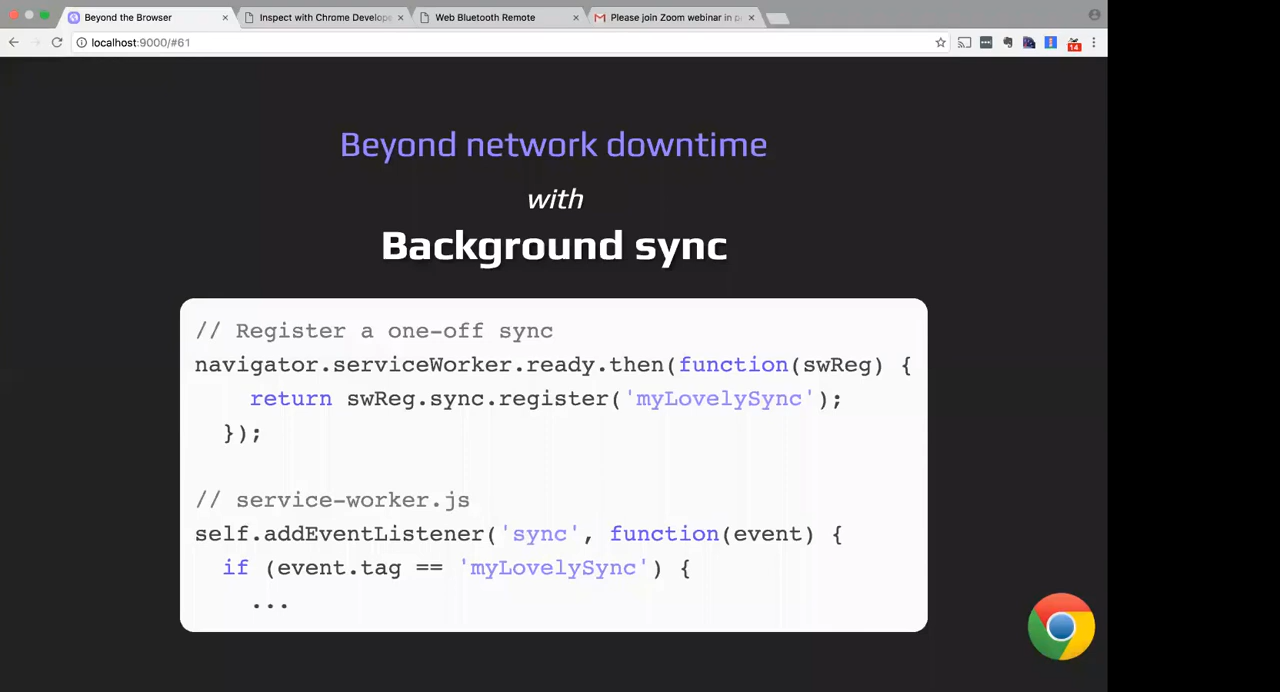 Beyond the Browser
Inspect with Chrome Develope
Web Bluetooth Remote
Please join Zoom webinar in p
localhost:9000/#61
14
Beyond network downtime
with
Background sync
// Register a one-off sync
navigator.serviceWorker.ready.then(function(swReg) {
return swReg.sync.register('myLovelySync');
});
// service-worker.js
self.addEventListener('sync', function(event) {
if (event.tag == 'myLovelySync') {
...